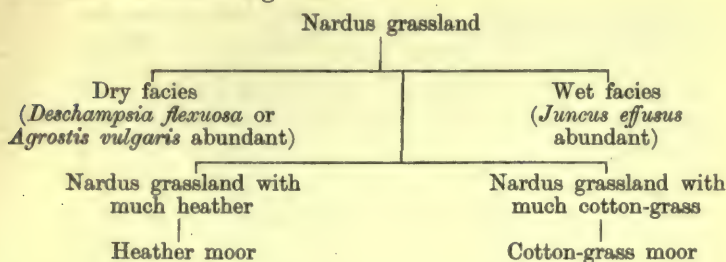 Nardus grassland
Dry facies
(Deschampsia flexuosa or
Agrostis vulgaris abundant)
Wet facies
(Juncus effusus
abundant)
Nardus grassland with
much heather
Nardus grassland with
much cotton-grass
Heather moor
Cotton-grass moor